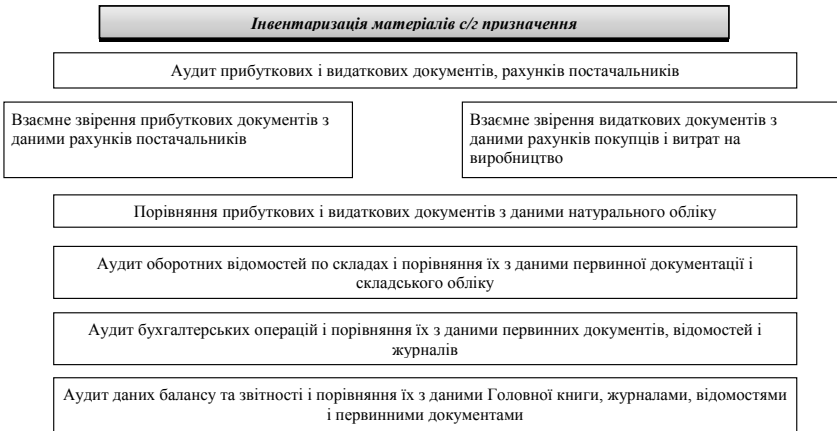 Інвентаризація матеріалів с/г призначення
Аудит прибуткових і видаткових документів, рахунків постачальників
Взаємне звірення прибуткових документів з
даними рахунків постачальників
Взаємне звірення видаткових документів з
даними рахунків покупців і витрат на
виробництво
Порівняння прибуткових і видаткових документів з даними натурального обліку
Аудит оборотних відомостей по складах і порівняння їх з даними первинної документації і
складського обліку
Аудит бухгалтерських операцій і порівняння їх з даними первинних документів, відомостей і
журналів
Аудит даних балансу та звітності і порівняння їх з даними Головної книги, журналами, відомостями
і первинними документами